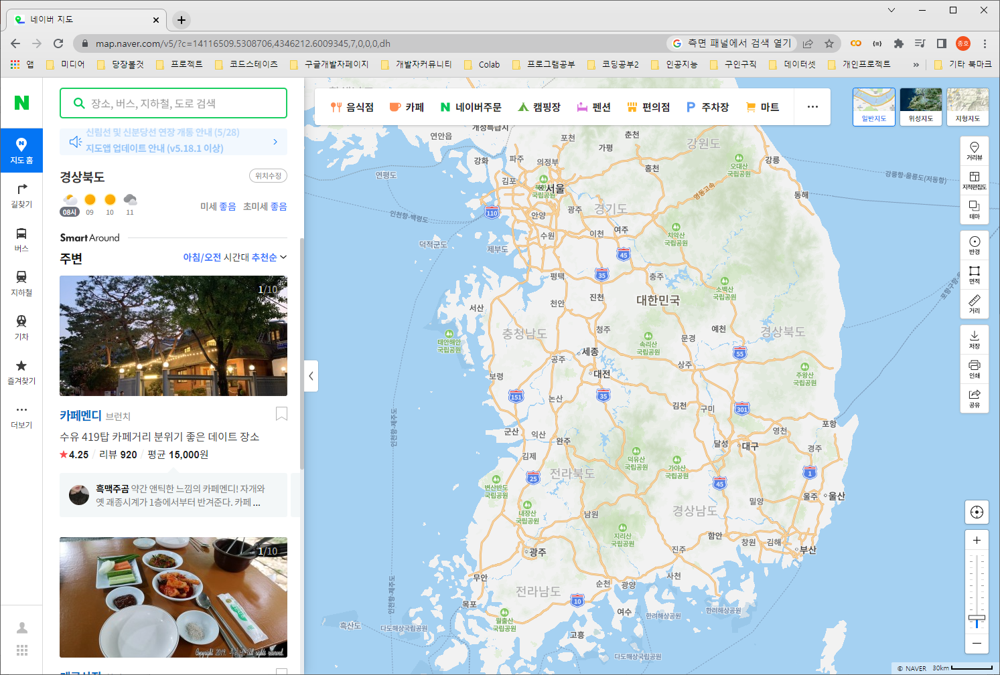 네이버 지도
map.naver.com/v5/?c=14116509.5308706,4346212.6009345,7,0,0,0,dh
측면 패널에서 검색 열기
종호
앱
미디어
당장볼것
프로젝트
코드스테이츠
구글개발자페이지
개발자커뮤니티
Colab
프로그램공부
코딩공부2
인공지능
구인구직
데이터셋
개인프로젝트
»
기타 북마크
N
지도 홈
길찾기
버스
지하철
기차
즐겨찾기
더보기
장소, 버스, 지하철, 도로 검색
신림선 및 신분당선 연장 개통 안내 (5/28)
지도앱 업데이트 안내 (v5.18.1 이상)
경상북도
위치수정
08시 09 10 11
미세 좋음 초미세 좋음
Smart Around
주변
아침/오전 시간대 추천순
1/10
카페멘디 브런치
수유 419탑 카페거리 분위기 좋은 데이트 장소
★4.25 / 리뷰 920 / 평균 15,000원
흑맥주곰 약간 앤틱한 느낌의 카페멘디! 자개와
옛 괘종시계가 1층에서부터 반겨준다. 카페 ...
1/10
음식점
카페
네이버주문
캠핑장
펜션
편의점
주차장
마트
일반지도
위성지도
지형지도
거리뷰
지적편집도
테마
반경
면적
거리
저장
인쇄
공유
개성특급시
연안읍
포천
춘천
강원도
가평
강화
파주
의정부
홍천
오대산
국립공원
강릉
연평도
김포
국립공원
서울
영동고속
강릉항-울릉도(저동항)
동해
인천항-백령도
110
안양
광주
경기도
덕적군도
제부도
수원
이천
여주
치악산
국립공원
45
35
평택
충주
소백산
국립공원
포항구항
서산
천안
진천
대한민국
충청남도
청주
예천
경상북도
문경
태안해안
국립공원
속리산
국립공원
세종
공주
55
상주
대전
보령
주왕산
국립공원
151
논산
35
김천
구미
301
인천항-제주도
포항
군산
익산
완주
영천
달성
대구
경주
김제
덕유산
국립공원
가야산
국립공원
전라북도
25
45
1
변산반도
국립공원
울주
울산
밀양
내장산
국립공원
남원
경상남도
지리산
국립공원
함안
창원
김해
광주
진주
부산
무안
사천
순천
광양
전라남도
인천항-제주도
10
목포
여수
한려해상공원
한려해상공원
월출산
국립공원
흑산도
다도해상국립공원
고흥
다도해상국립공원
© NAVER 30km